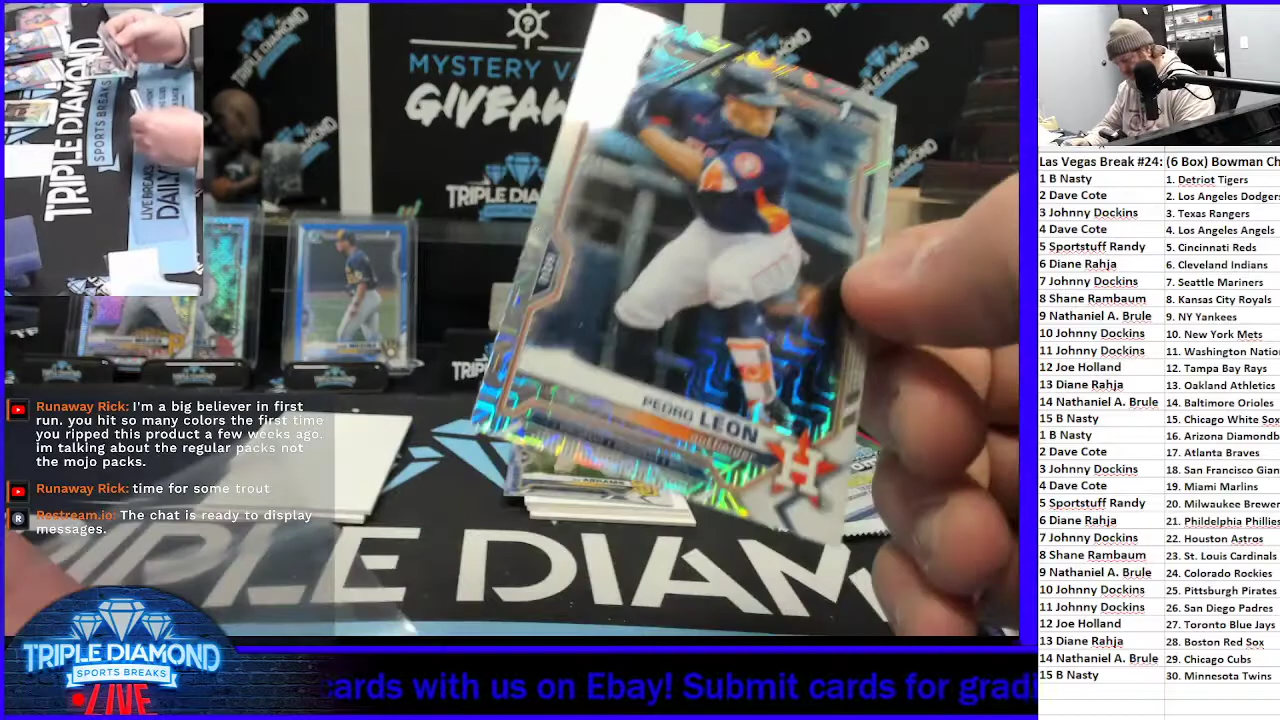 MYSTERY
GIVEAW
TRIPLE DIAMOND
SPORTS BREAKS
LIVE BREAKS
DAILY
TRIPLE DIAMOND
PEDRO LEON
outfielder
H
Runaway Rick: I'm a big believer in first
run. you hit so many colors the first time
you ripped this product a few weeks ago.
im talking about the regular packs not
the mojo packs.
Runaway Rick: time for some trout
Restream.io: The chat is ready to display
messages.
R
PLE DIAM
TRIPLE DIAMOND
SPORTS BREAKS
LIVE
cards with us on Ebay! Submit cards
Las Vegas Break #24: (6 Box) Bowman Ch
1 B Nasty 1. Detriot Tigers
2 Dave Cote 2. Los Angeles Dodger
3 Johnny Dockins 3. Texas Rangers
4 Dave Cote 4. Los Angels Angels
5 Sportstuff Randy 5. Cincinnati Reds
6 Diane Rahja 6. Cleveland Indians
7 Johnny Dockins 7. Seattle Mariners
8 Shane Rambaum 8. Kansas City Royals
9 Nathaniel A. Brule 9. NY Yankees
10 Johnny Dockins 10. New York Mets
11 Johnny Dockins 11. Washington Natio
12 Joe Holland 12. Tampa Bay Rays
13 Diane Rahja 13. Oakland Athletic
14 Nathaniel A. Brule 14. Baltimore Orioles
15 B Nasty 15. Chicago White Sox
1 B Nasty 16. Arizona Diamondb
2 Dave Cote 17. Atlanta Braves
3 Johnny Dockins 18. San Francisco Gian
4 Dave Cote 19. Miami Marlins
5 Sportstuff Randy 20. Milwaukee Brewer
6 Diane Rahja 21. Philidelphia Phillie
7 Johnny Dockins 22. Houston Astros
8 Shane Rambaum 23. St. Louis Cardinals
9 Nathaniel A. Brule 24. Colorado Rockies
10 Johnny Dockins 25. Pittsburgh Pirates
11 Johnny Dockins 26. San Diego Padres
12 Joe Holland 27. Toronto Blue Jays
13 Diane Rahja 28. Boston Red Sox
14 Nathaniel A. Brule 29. Chicago Cubs
15 B Nasty 30. Minnesota Twins